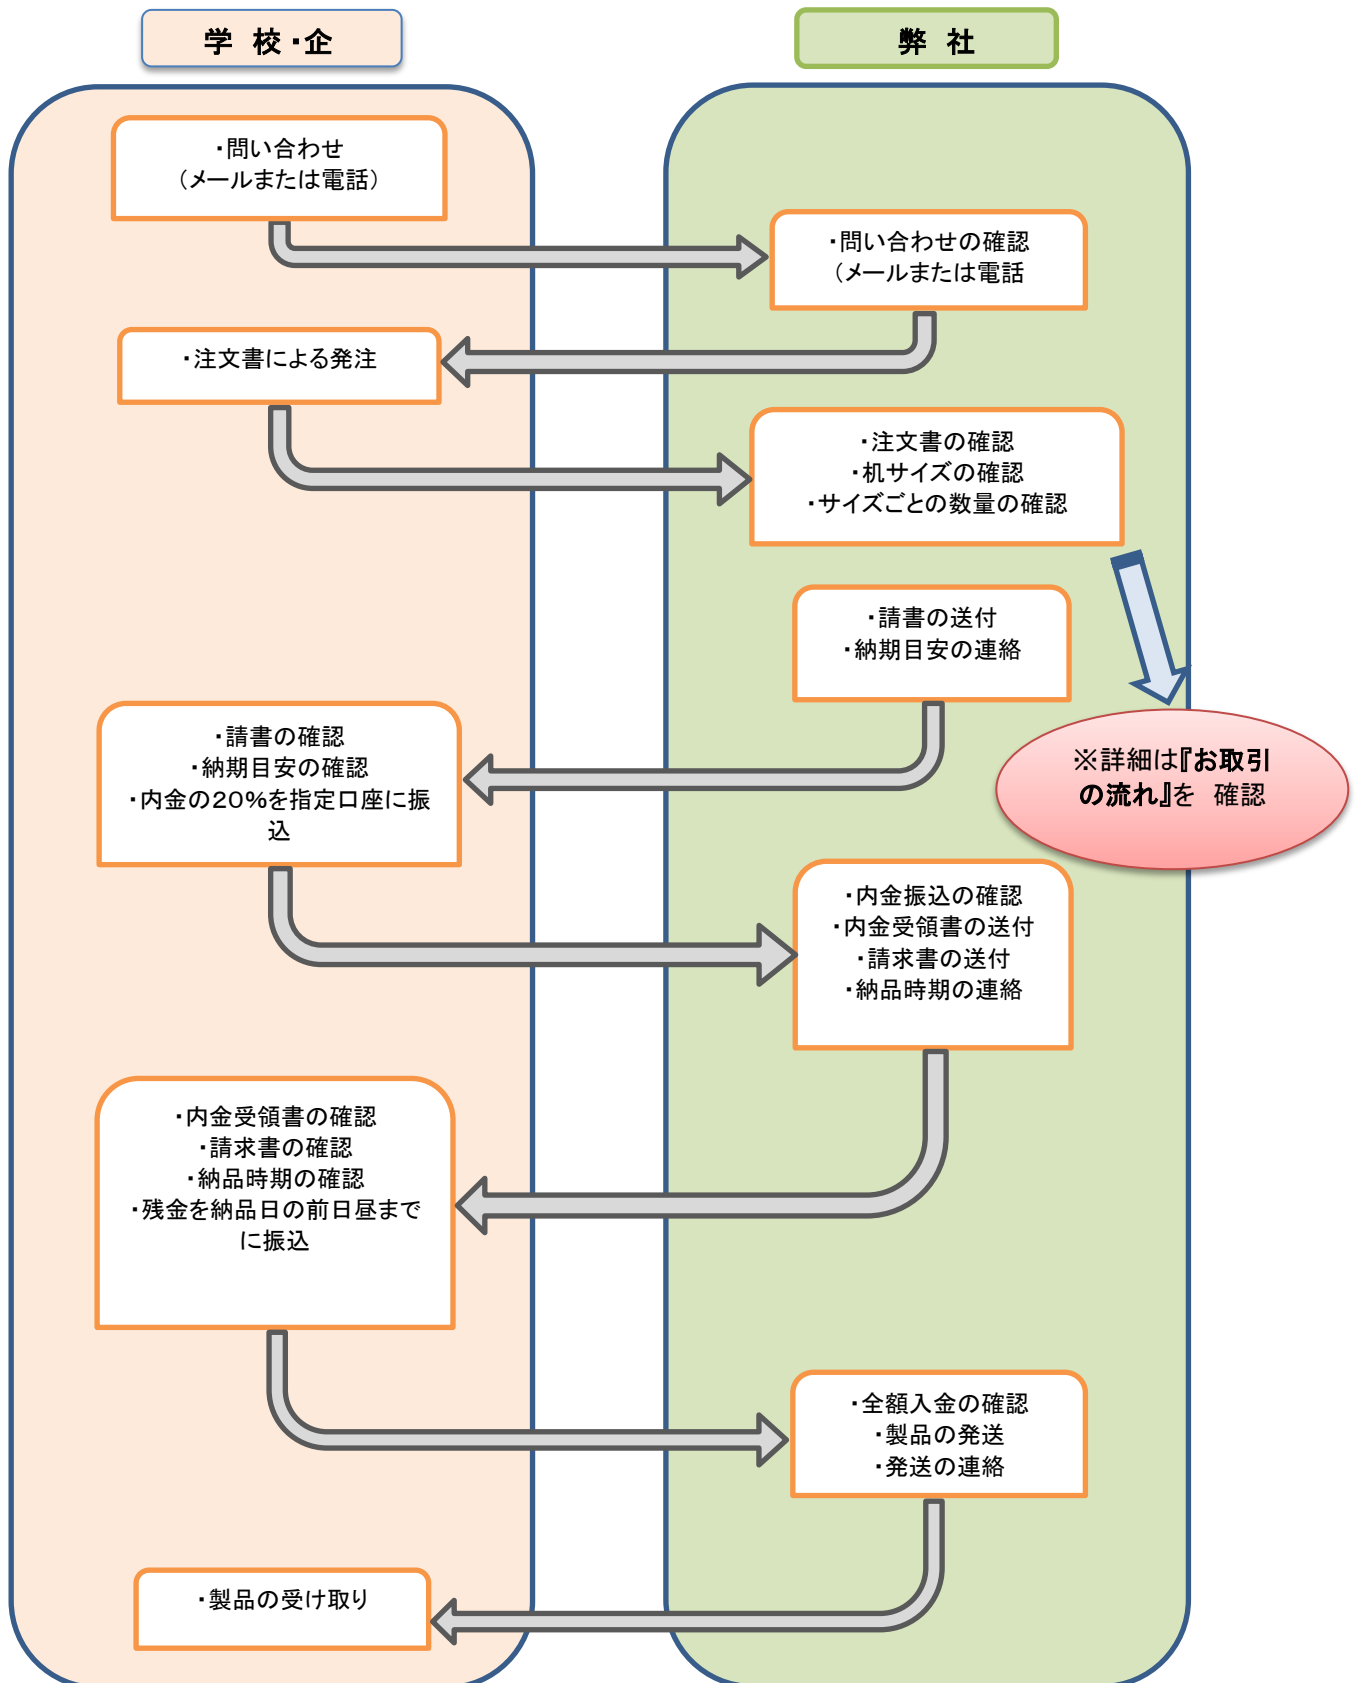 学 校・企
弊 社
・問い合わせ
（メールまたは電話）
・問い合わせの確認
（メールまたは電話
・注文書による発注
・注文書の確認
・机サイズの確認
・サイズごとの数量の確認
・請書の送付
・納期目安の連絡
・請書の確認
・納期目安の確認
・内金の20%を指定口座に振
込
※詳細は『お取引
の流れ』を 確認
・内金振込の確認
・内金受領書の送付
・請求書の送付
・納品時期の連絡
・内金受領書の確認
・請求書の確認
・納品時期の確認
・残金を納品日の前日昼まで
に振込
・全額入金の確認
・製品の発送
・発送の連絡
・製品の受け取り